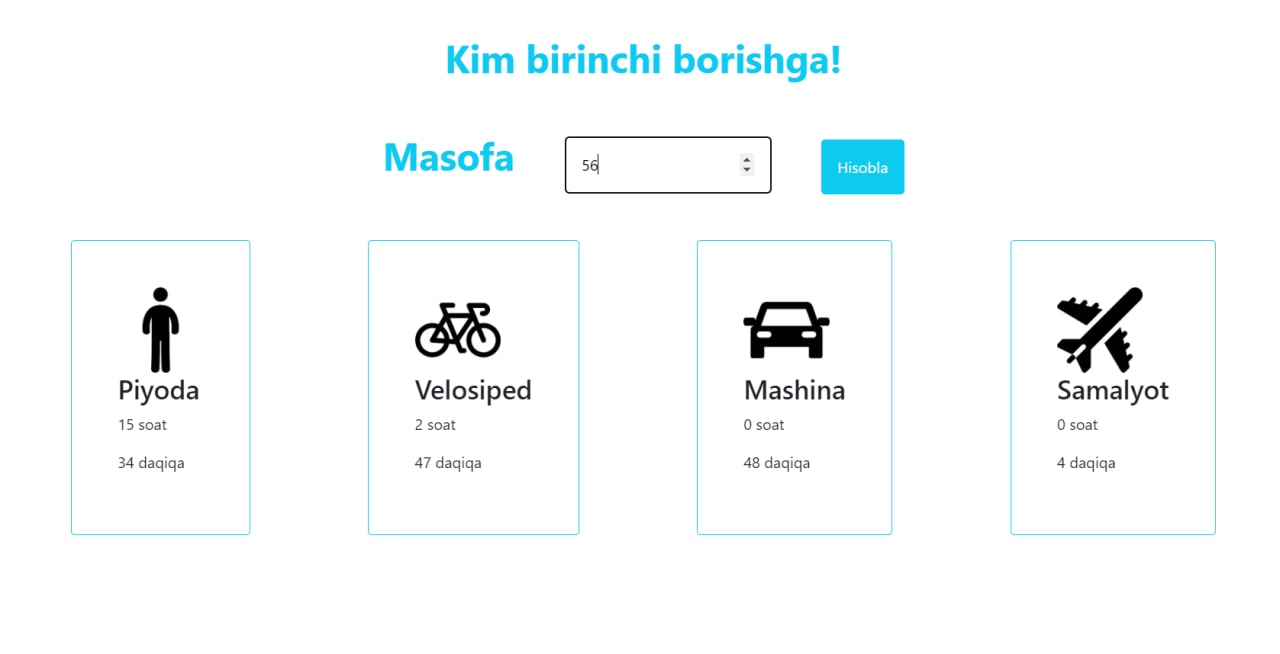 Kim birinchi borishga!
Masofa
56
Hisobla
Piyoda
15 soat
34 daqiqa
Velosiped
2 soat
47 daqiqa
Mashina
0 soat
48 daqiqa
Samalyot
0 soat
4 daqiqa